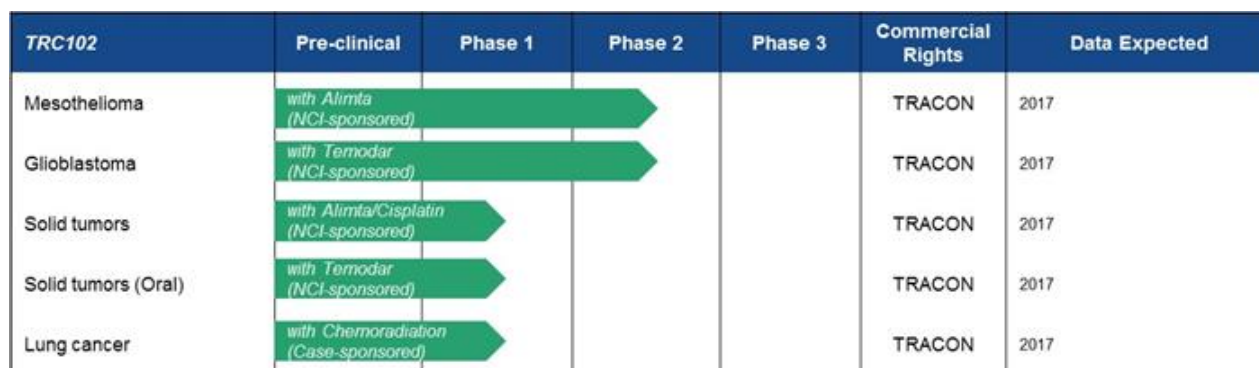 TRC102 Pre-clinical Phase 1 Phase 2 Phase 3 Commercial Rights Data Expected
Mesothelioma with Alimta TRACON 2017
(NCI-sponsored)
Glioblastoma with Temodar TRACON 2017
(NCI-sponsored)
Solid tumors with Alimta/Cisplatin TRACON 2017
(NCI-sponsored)
Solid tumors (Oral) with Temodar TRACON 2017
(NCI-sponsored)
Lung cancer with Chemoradiation TRACON 2017
(Case-sponsored)